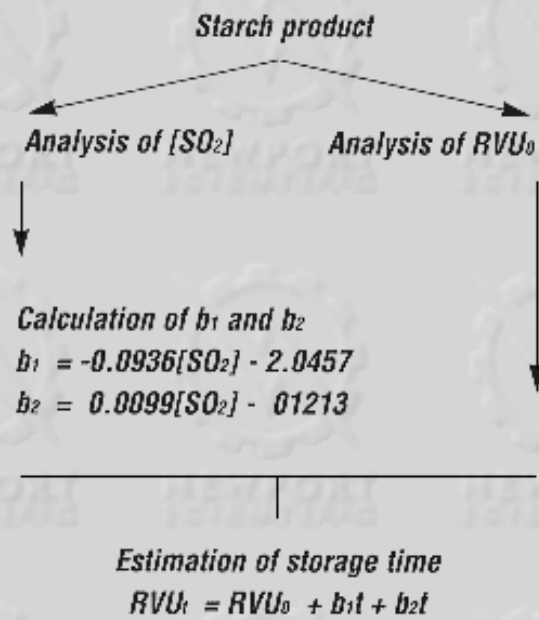 Starch product
Analysis of [SO₂] Analysis of RVU₀
Calculation of b₁ and b₂
b₁ = -0.0936[SO₂] - 2.0457
b₂ = 0.0099[SO₂] - 01213
Estimation of storage time
RVUₜ = RVU₀ + b₁t + b₂t